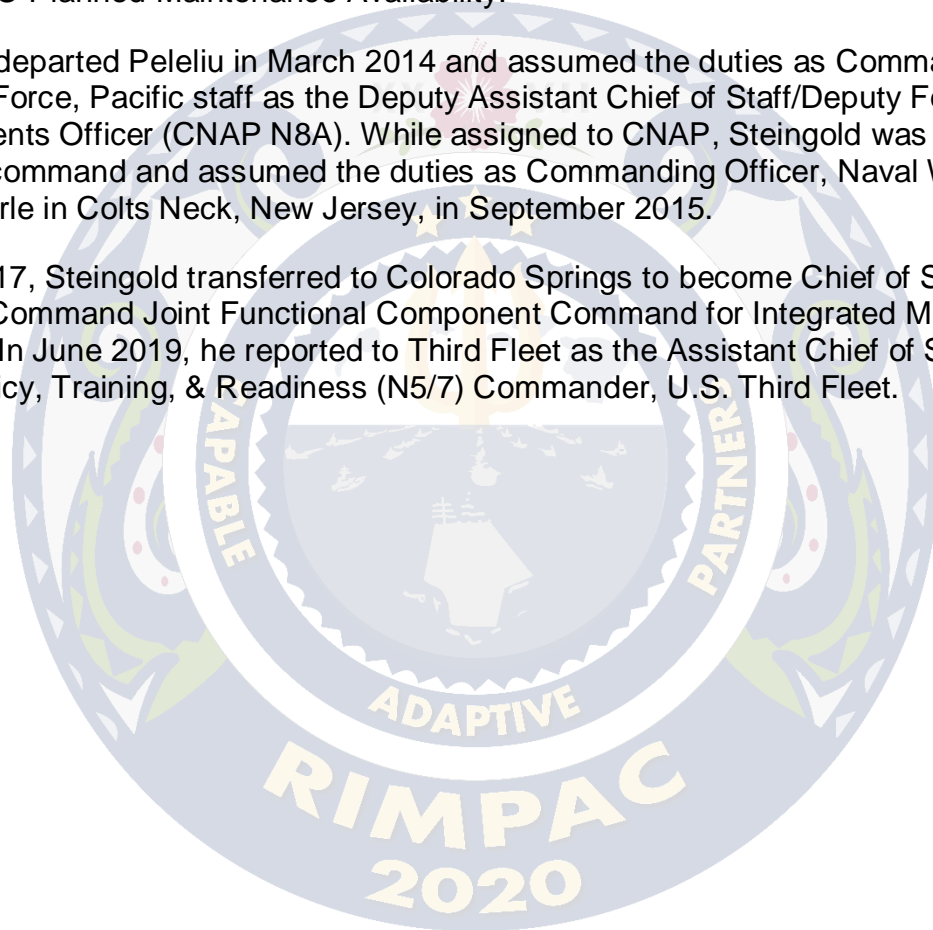 Planned Maintenance Availability.
departed Peleliu in March 2014 and assumed the duties as Comma
Force, Pacific staff as the Deputy Assistant Chief of Staff/Deputy Fo
ents Officer (CNAP N8A). While assigned to CNAP, Steingold was
command and assumed the duties as Commanding Officer, Naval W
rle in Colts Neck, New Jersey, in September 2015.
17, Steingold transferred to Colorado Springs to become Chief of S
Command Joint Functional Component Command for Integrated M
In June 2019, he reported to Third Fleet as the Assistant Chief of S
icy, Training, & Readiness (N5/7) Commander, U.S. Third Fleet.
CAPABLE
ADAPTIVE
PARTNER
RIMPAC
2020